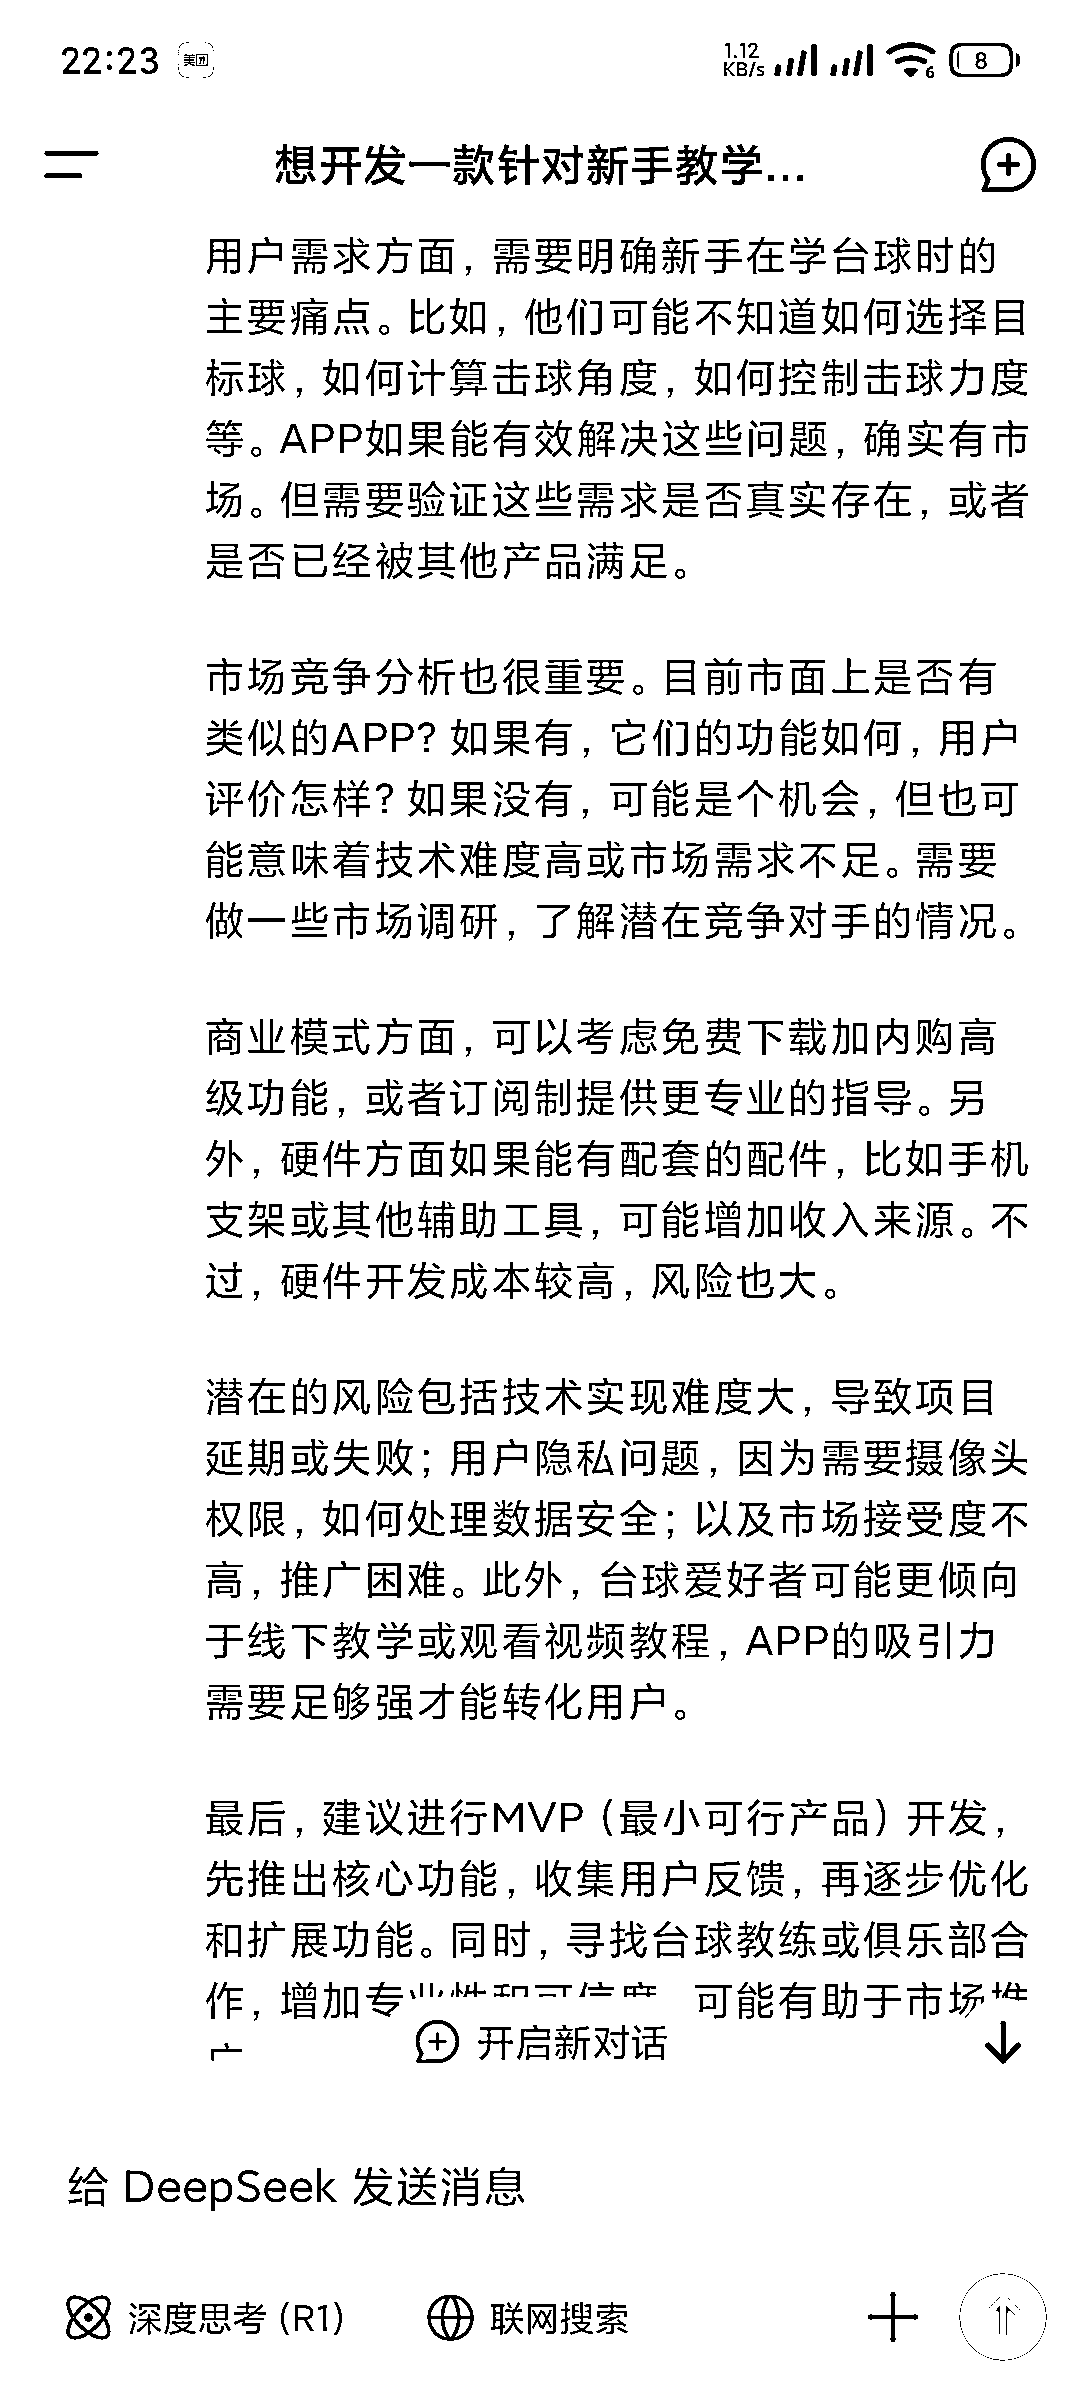 22:23 美团 1.12 KB/s 6 8
想开发一款针对新手教学...
用户需求方面，需要明确新手在学台球时的
主要痛点。比如，他们可能不知道如何选择目
标球，如何计算击球角度，如何控制击球力度
等。APP如果能有效解决这些问题，确实有市
场。但需要验证这些需求是否真实存在，或者
是否已经被其他产品满足。
市场竞争分析也很重要。目前市面上是否有
类似的APP？如果有，它们的功能如何，用户
评价怎样？如果没有，可能是个机会，但也可
能意味着技术难度高或市场需求不足。需要
做一些市场调研，了解潜在竞争对手的情况。
商业模式方面，可以考虑免费下载加内购高
级功能，或者订阅制提供更专业的指导。另
外，硬件方面如果能有配套的配件，比如手机
支架或其他辅助工具，可能增加收入来源。不
过，硬件开发成本较高，风险也大。
潜在的风险包括技术实现难度大，导致项目
延期或失败；用户隐私问题，因为需要摄像头
权限，如何处理数据安全；以及市场接受度不
高，推广困难。此外，台球爱好者可能更倾向
于线下教学或观看视频教程，APP的吸引力
需要足够强才能转化用户。
最后，建议进行MVP（最小可行产品）开发，
先推出核心功能，收集用户反馈，再逐步优化
和扩展功能。同时，寻找台球教练或俱乐部合
作，增加专业性和可信度，可能有助于市场推
开启新对话
给 DeepSeek 发送消息
深度思考 (R1) 联网搜索